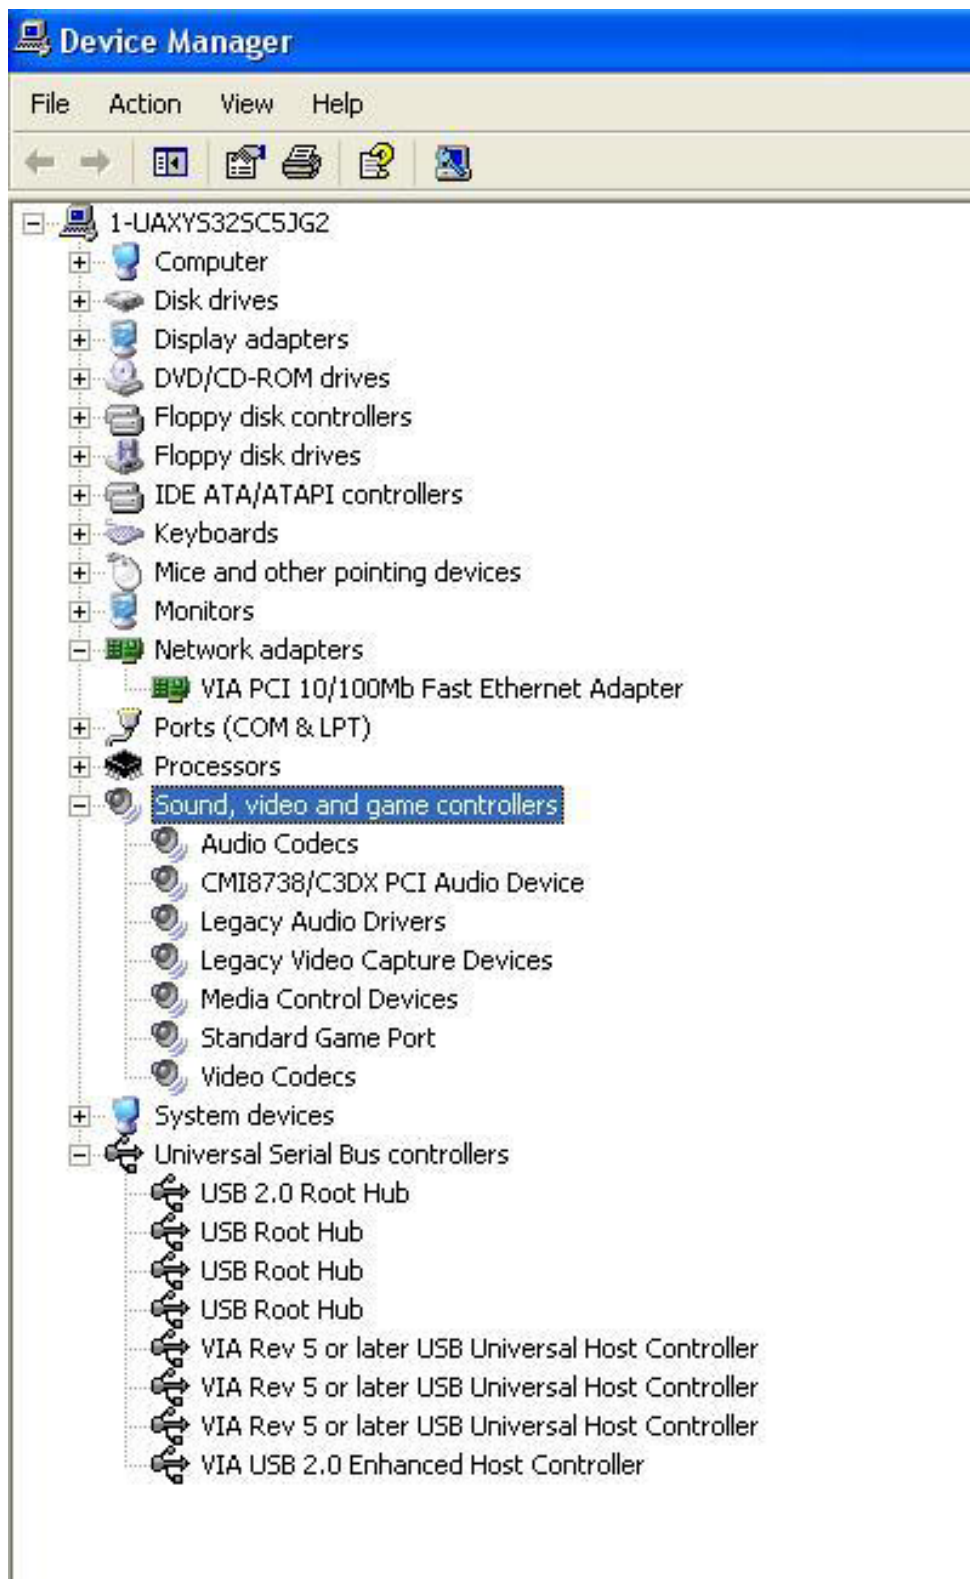 Device Manager
File Action View Help
1-UAXYS32SC5JG2
Computer
Disk drives
Display adapters
DVD/CD-ROM drives
Floppy disk controllers
Floppy disk drives
IDE ATA/ATAPI controllers
Keyboards
Mice and other pointing devices
Monitors
Network adapters
VIA PCI 10/100Mb Fast Ethernet Adapter
Ports (COM & LPT)
Processors
Sound, video and game controllers
Audio Codecs
CMI8738/C3DX PCI Audio Device
Legacy Audio Drivers
Legacy Video Capture Devices
Media Control Devices
Standard Game Port
Video Codecs
System devices
Universal Serial Bus controllers
USB 2.0 Root Hub
USB Root Hub
USB Root Hub
USB Root Hub
VIA Rev 5 or later USB Universal Host Controller
VIA Rev 5 or later USB Universal Host Controller
VIA Rev 5 or later USB Universal Host Controller
VIA USB 2.0 Enhanced Host Controller